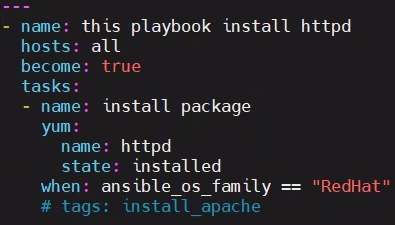 ---
- name: this playbook install httpd
  hosts: all
  become: true
  tasks:
  - name: install package
    yum:
      name: httpd
      state: installed
    when: ansible_os_family == "RedHat"
    # tags: install_apache